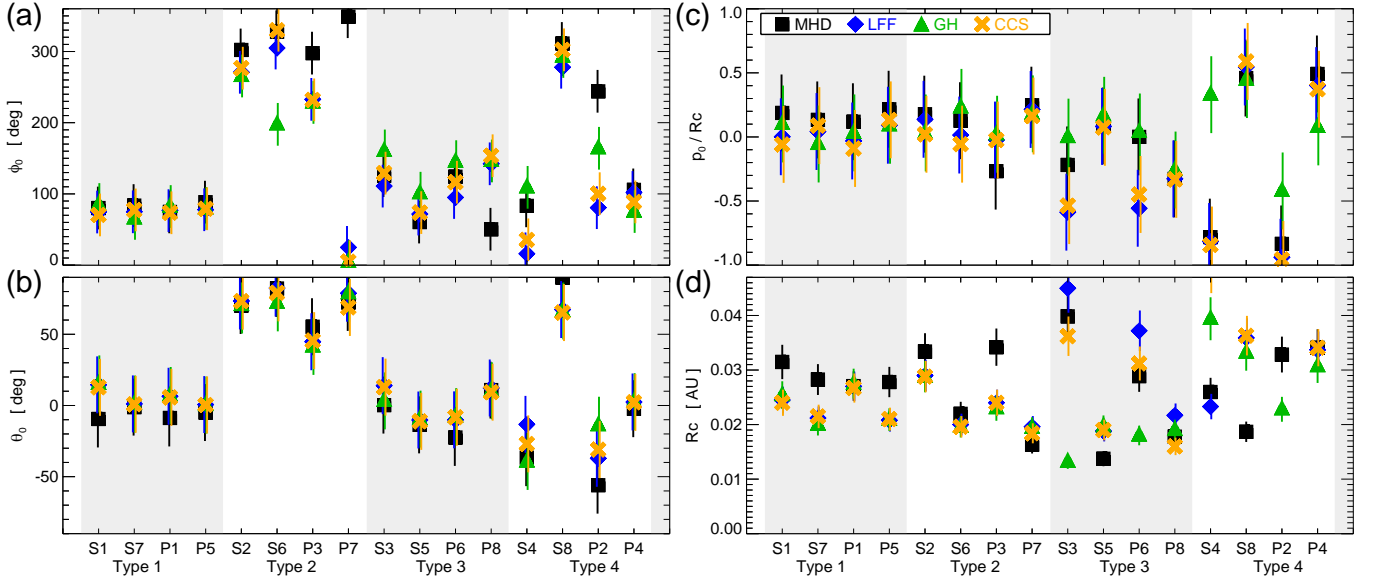 (a)
ϕ₀ [ deg ]
300
200
100
0
(b)
θ₀ [ deg ]
50
0
-50
S1 S7 P1 P5 S2 S6 P3 P7 S3 S5 P6 P8 S4 S8 P2 P4
Type 1 Type 2 Type 3 Type 4
(c)
MHD LFF GH CCS
p₀ / Rc
1.0
0.5
0.0
-0.5
-1.0
(d)
Rc [ AU ]
0.04
0.03
0.02
0.01
0.00
S1 S7 P1 P5 S2 S6 P3 P7 S3 S5 P6 P8 S4 S8 P2 P4
Type 1 Type 2 Type 3 Type 4